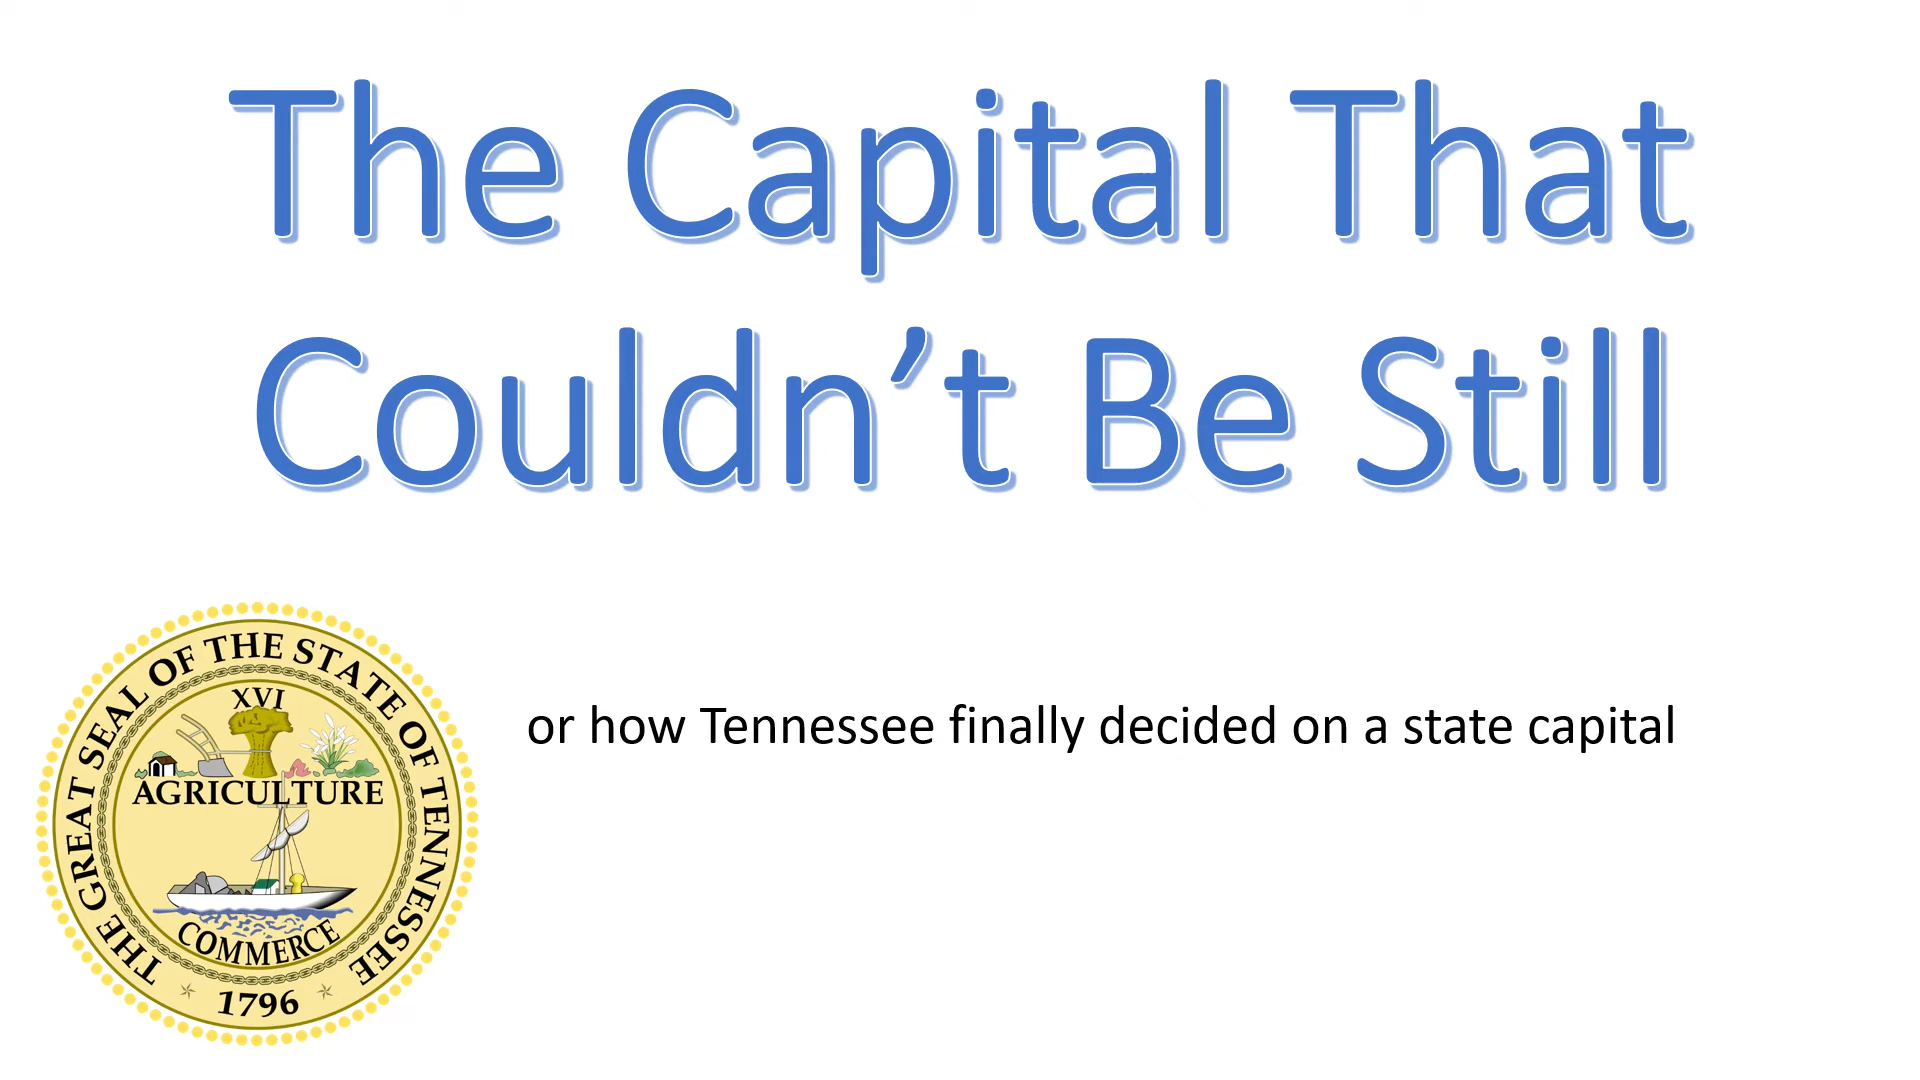 The Capital That
Couldn’t Be Still
or how Tennessee finally decided on a state capital
THE GREAT SEAL OF THE STATE OF TENNESSEE
XVI
AGRICULTURE
COMMERCE
1796